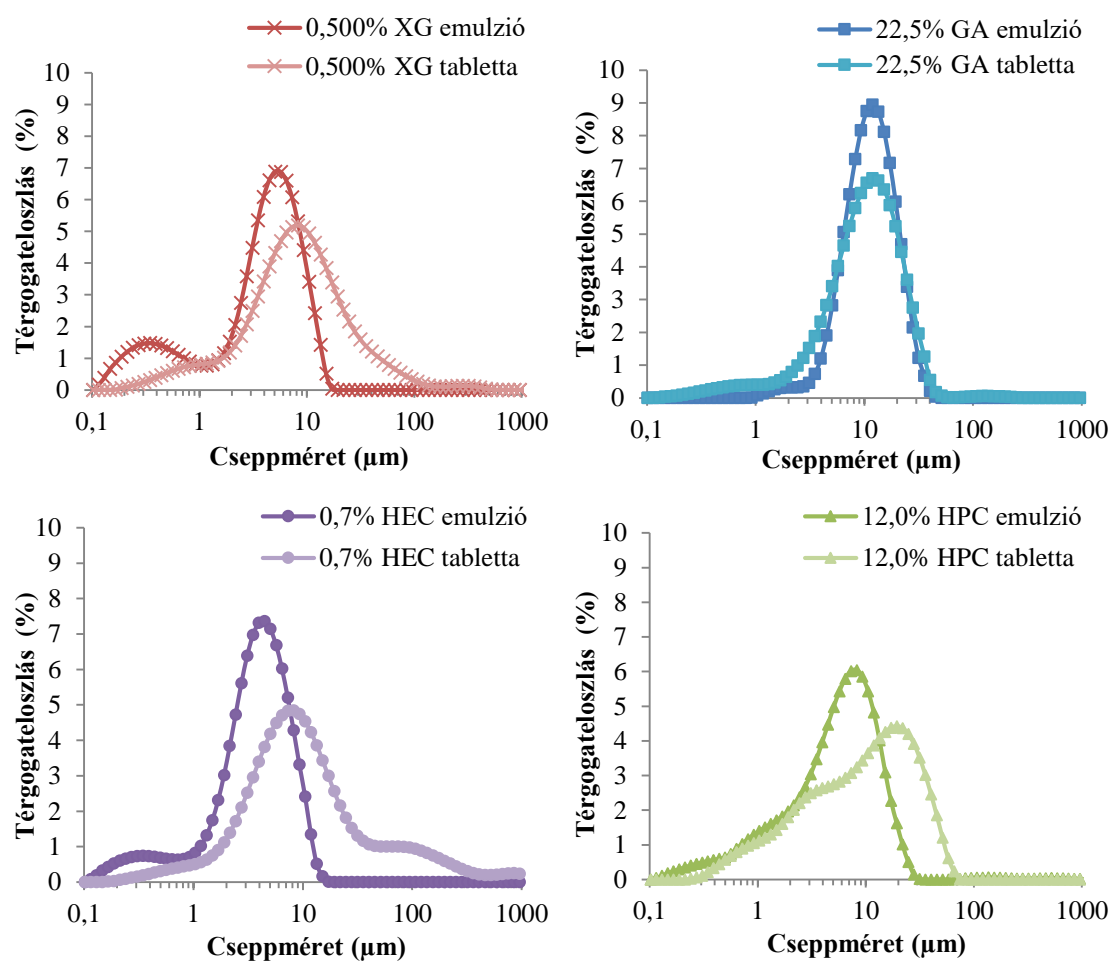 0,500% XG emulzió
0,500% XG tabletta
10
9
8
7
6
5
4
3
2
1
0
Térgogateloszlás (%)
0,1 1 10 100 1000
Cseppméret (μm)
22,5% GA emulzió
22,5% GA tabletta
10
9
8
7
6
5
4
3
2
1
0
Térgogateloszlás (%)
0,1 1 10 100 1000
Cseppméret (μm)
0,7% HEC emulzió
0,7% HEC tabletta
10
9
8
7
6
5
4
3
2
1
0
Térgogateloszlás (%)
0,1 1 10 100 1000
Cseppméret (μm)
12,0% HPC emulzió
12,0% HPC tabletta
10
9
8
7
6
5
4
3
2
1
0
Térgogateloszlás (%)
0,1 1 10 100 1000
Cseppméret (μm)